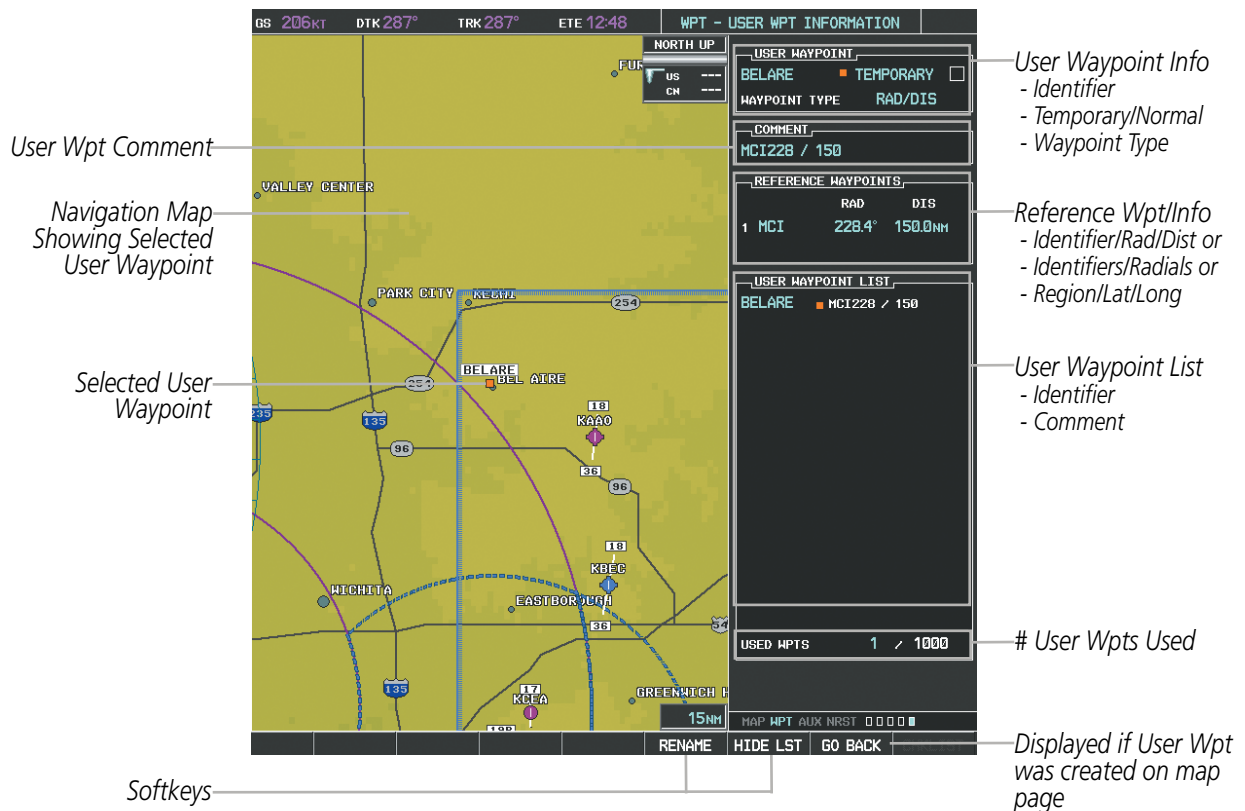 GS 206KT DTK 287° TRK 287° ETE 12:48 WPT - USER WPT INFORMATION
NORTH UP
US ---
CN ---
FUR
VALLEY CENTER
PARK CITY
KECHI
254
BELARE
BEL AIRE
254
235
135
18
KAAO
36
96
96
18
KBEC
36
WICHITA
EASTBOROUGH
54
135
17
KCEA
GREENWICH H
19R
15NM
USER WAYPOINT
BELARE TEMPORARY
WAYPOINT TYPE RAD/DIS
COMMENT
MCI228 / 150
REFERENCE WAYPOINTS
RAD DIS
1 MCI 228.4° 150.0NM
USER WAYPOINT LIST
BELARE MCI228 / 150
USED WPTS 1 / 1000
MAP WPT AUX NRST
RENAME HIDE LST GO BACK
User Wpt Comment
Navigation Map
Showing Selected
User Waypoint
Selected User
Waypoint
Softkeys
User Waypoint Info
- Identifier
- Temporary/Normal
- Waypoint Type
Reference Wpt/Info
- Identifier/Rad/Dist or
- Identifiers/Radials or
- Region/Lat/Long
User Waypoint List
- Identifier
- Comment
# User Wpts Used
Displayed if User Wpt
was created on map
page